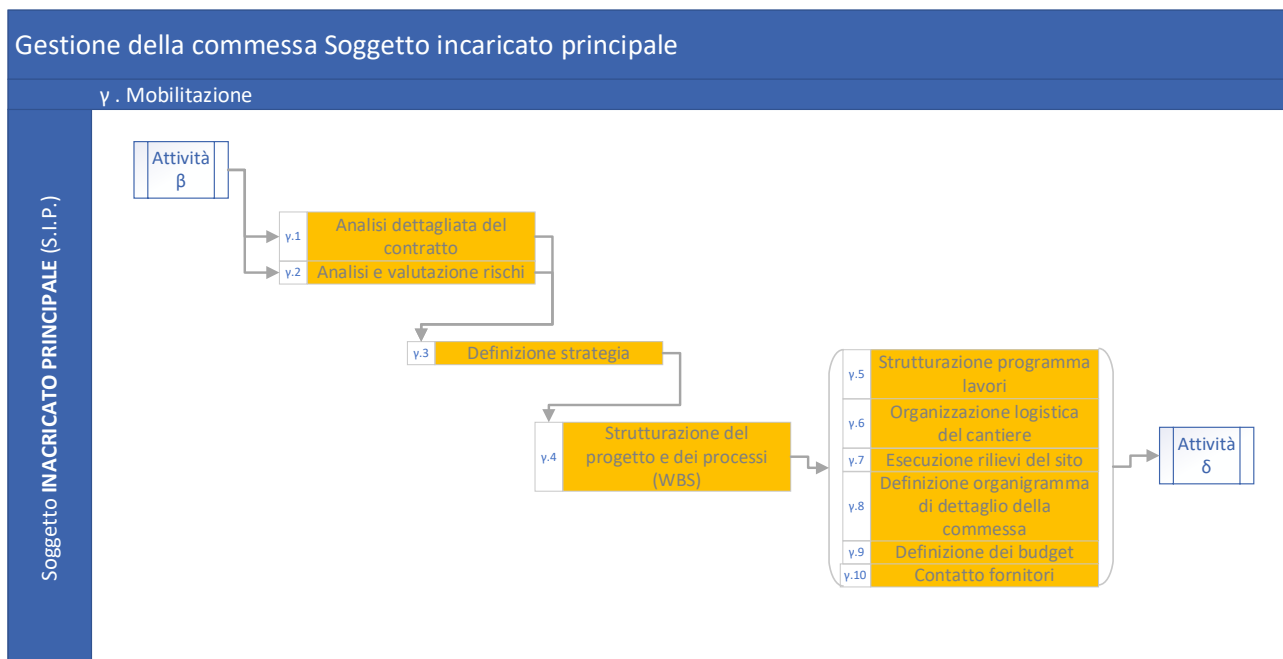 Gestione della commessa Soggetto incaricato principale
γ . Mobilitazione
Soggetto INACRICATO PRINCIPALE (S.I.P.)
Attività
β
γ.1
Analisi dettagliata del
contratto
γ.2
Analisi e valutazione rischi
γ.3
Definizione strategia
γ.4
Strutturazione del
progetto e dei processi
(WBS)
γ.5
Strutturazione programma
lavori
γ.6
Organizzazione logistica
del cantiere
γ.7
Esecuzione rilievi del sito
γ.8
Definizione organigramma
di dettaglio della
commessa
γ.9
Definizione dei budget
γ.10
Contatto fornitori
Attività
δ